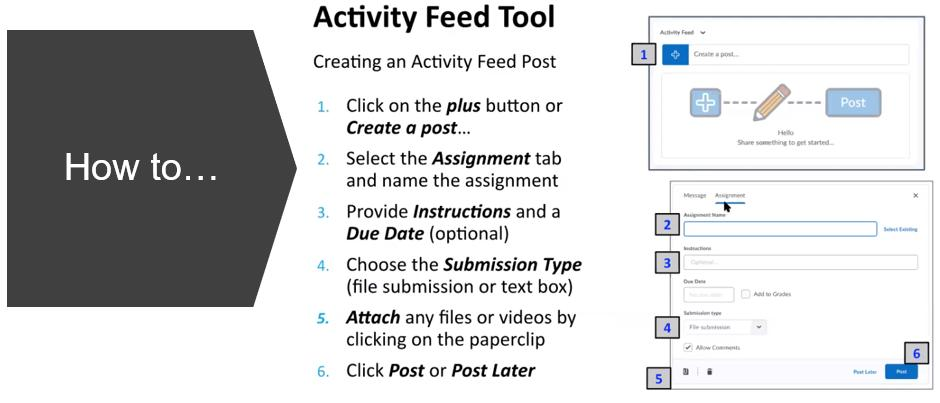 How to…
Activity Feed Tool
Creating an Activity Feed Post
1. Click on the plus button or
Create a post…
2. Select the Assignment tab
and name the assignment
3. Provide Instructions and a
Due Date (optional)
4. Choose the Submission Type
(file submission or text box)
5. Attach any files or videos by
clicking on the paperclip
6. Click Post or Post Later
Activity Feed
1
Create a post...
Post
Hello
Share something to get started...
Message Assignment
Assignment Name
2
Select Existing
Instructions
3
Optional...
Due Date
No due date
Add to Grades
Submission type
4
File submission
Allow Comments
6
5
Post Later Post